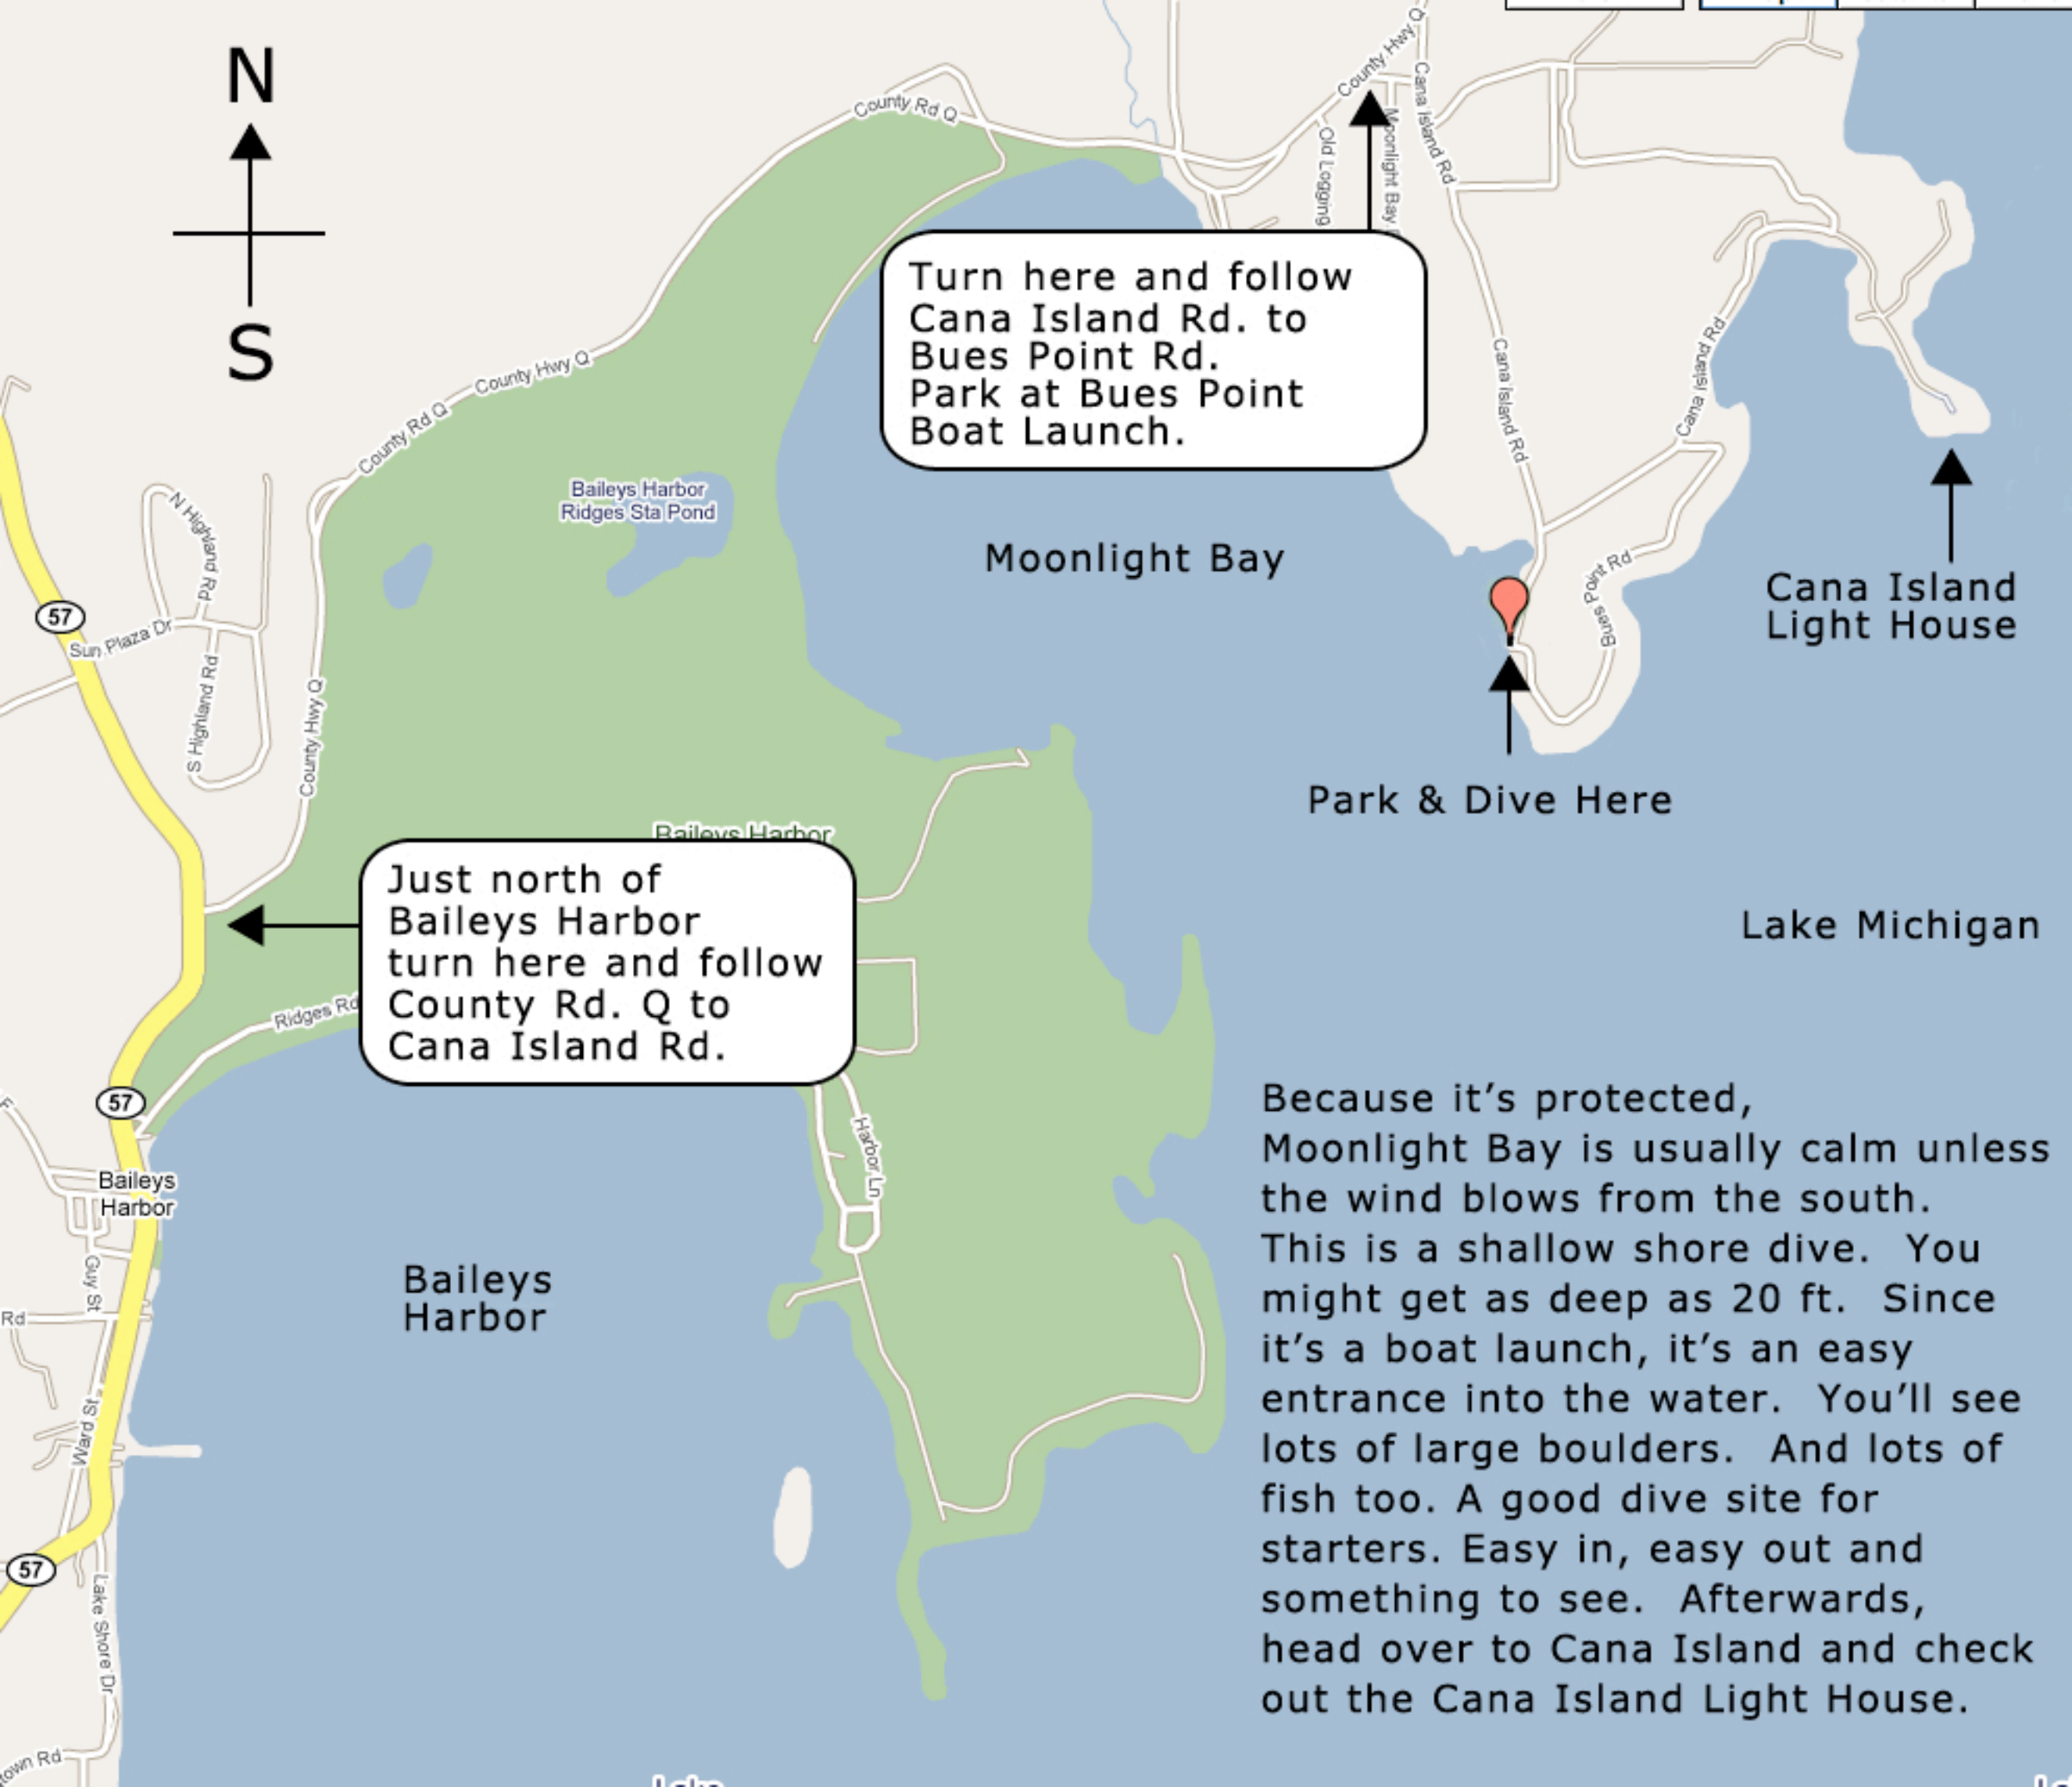 N
S
County Hwy Q
County Rd Q
Cana Island Rd
Moonlight Bay
Old Logging
Turn here and follow
Cana Island Rd. to
Bues Point Rd.
Park at Bues Point
Boat Launch.
County Hwy Q
County Rd Q
Cana Island Rd
Cana Island Rd
Baileys Harbor
Ridges Sta Pond
N Highland Rd
Moonlight Bay
57
Sun Plaza Dr
Bues Point Rd
Cana Island
Light House
S Highland Rd
County Hwy Q
Park & Dive Here
Baileys Harbor
Just north of
Baileys Harbor
turn here and follow
County Rd. Q to
Cana Island Rd.
Lake Michigan
Ridges Rd
57
Harbor Ln
Baileys
Harbor
Guy St
Baileys
Harbor
Rd
Ward St
57
Lake Shore Dr
town Rd
Because it’s protected,
Moonlight Bay is usually calm unless
the wind blows from the south.
This is a shallow shore dive.  You
might get as deep as 20 ft.  Since
it’s a boat launch, it’s an easy
entrance into the water.  You’ll see
lots of large boulders.  And lots of
fish too. A good dive site for
starters. Easy in, easy out and
something to see.  Afterwards,
head over to Cana Island and check
out the Cana Island Light House.
Lake